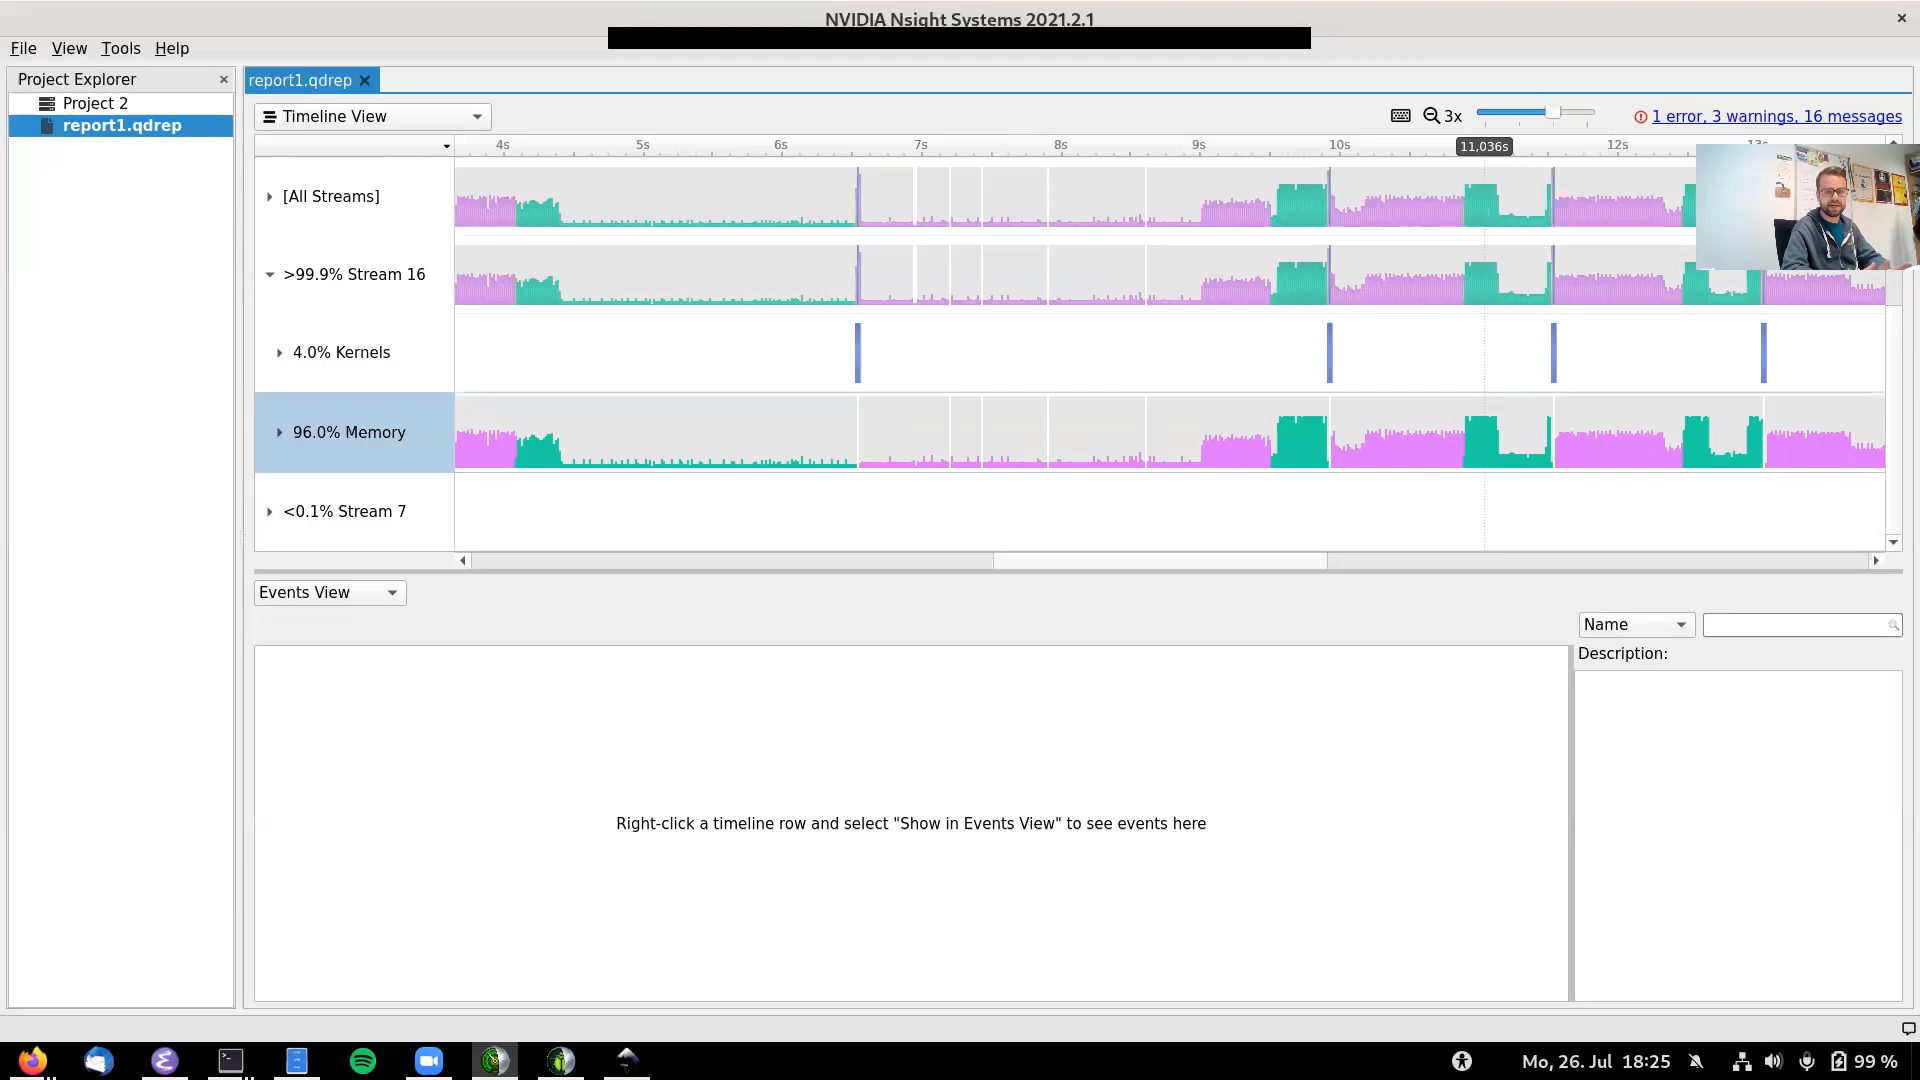 NVIDIA Nsight Systems 2021.2.1
File View Tools Help
Project Explorer
Project 2
report1.qdrep
report1.qdrep
Timeline View
3x
1 error, 3 warnings, 16 messages
4s 5s 6s 7s 8s 9s 10s 11,036s 12s
[All Streams]
>99.9% Stream 16
4.0% Kernels
96.0% Memory
<0.1% Stream 7
Events View
Name
Description:
Right-click a timeline row and select "Show in Events View" to see events here
Mo, 26. Jul 18:25
99 %